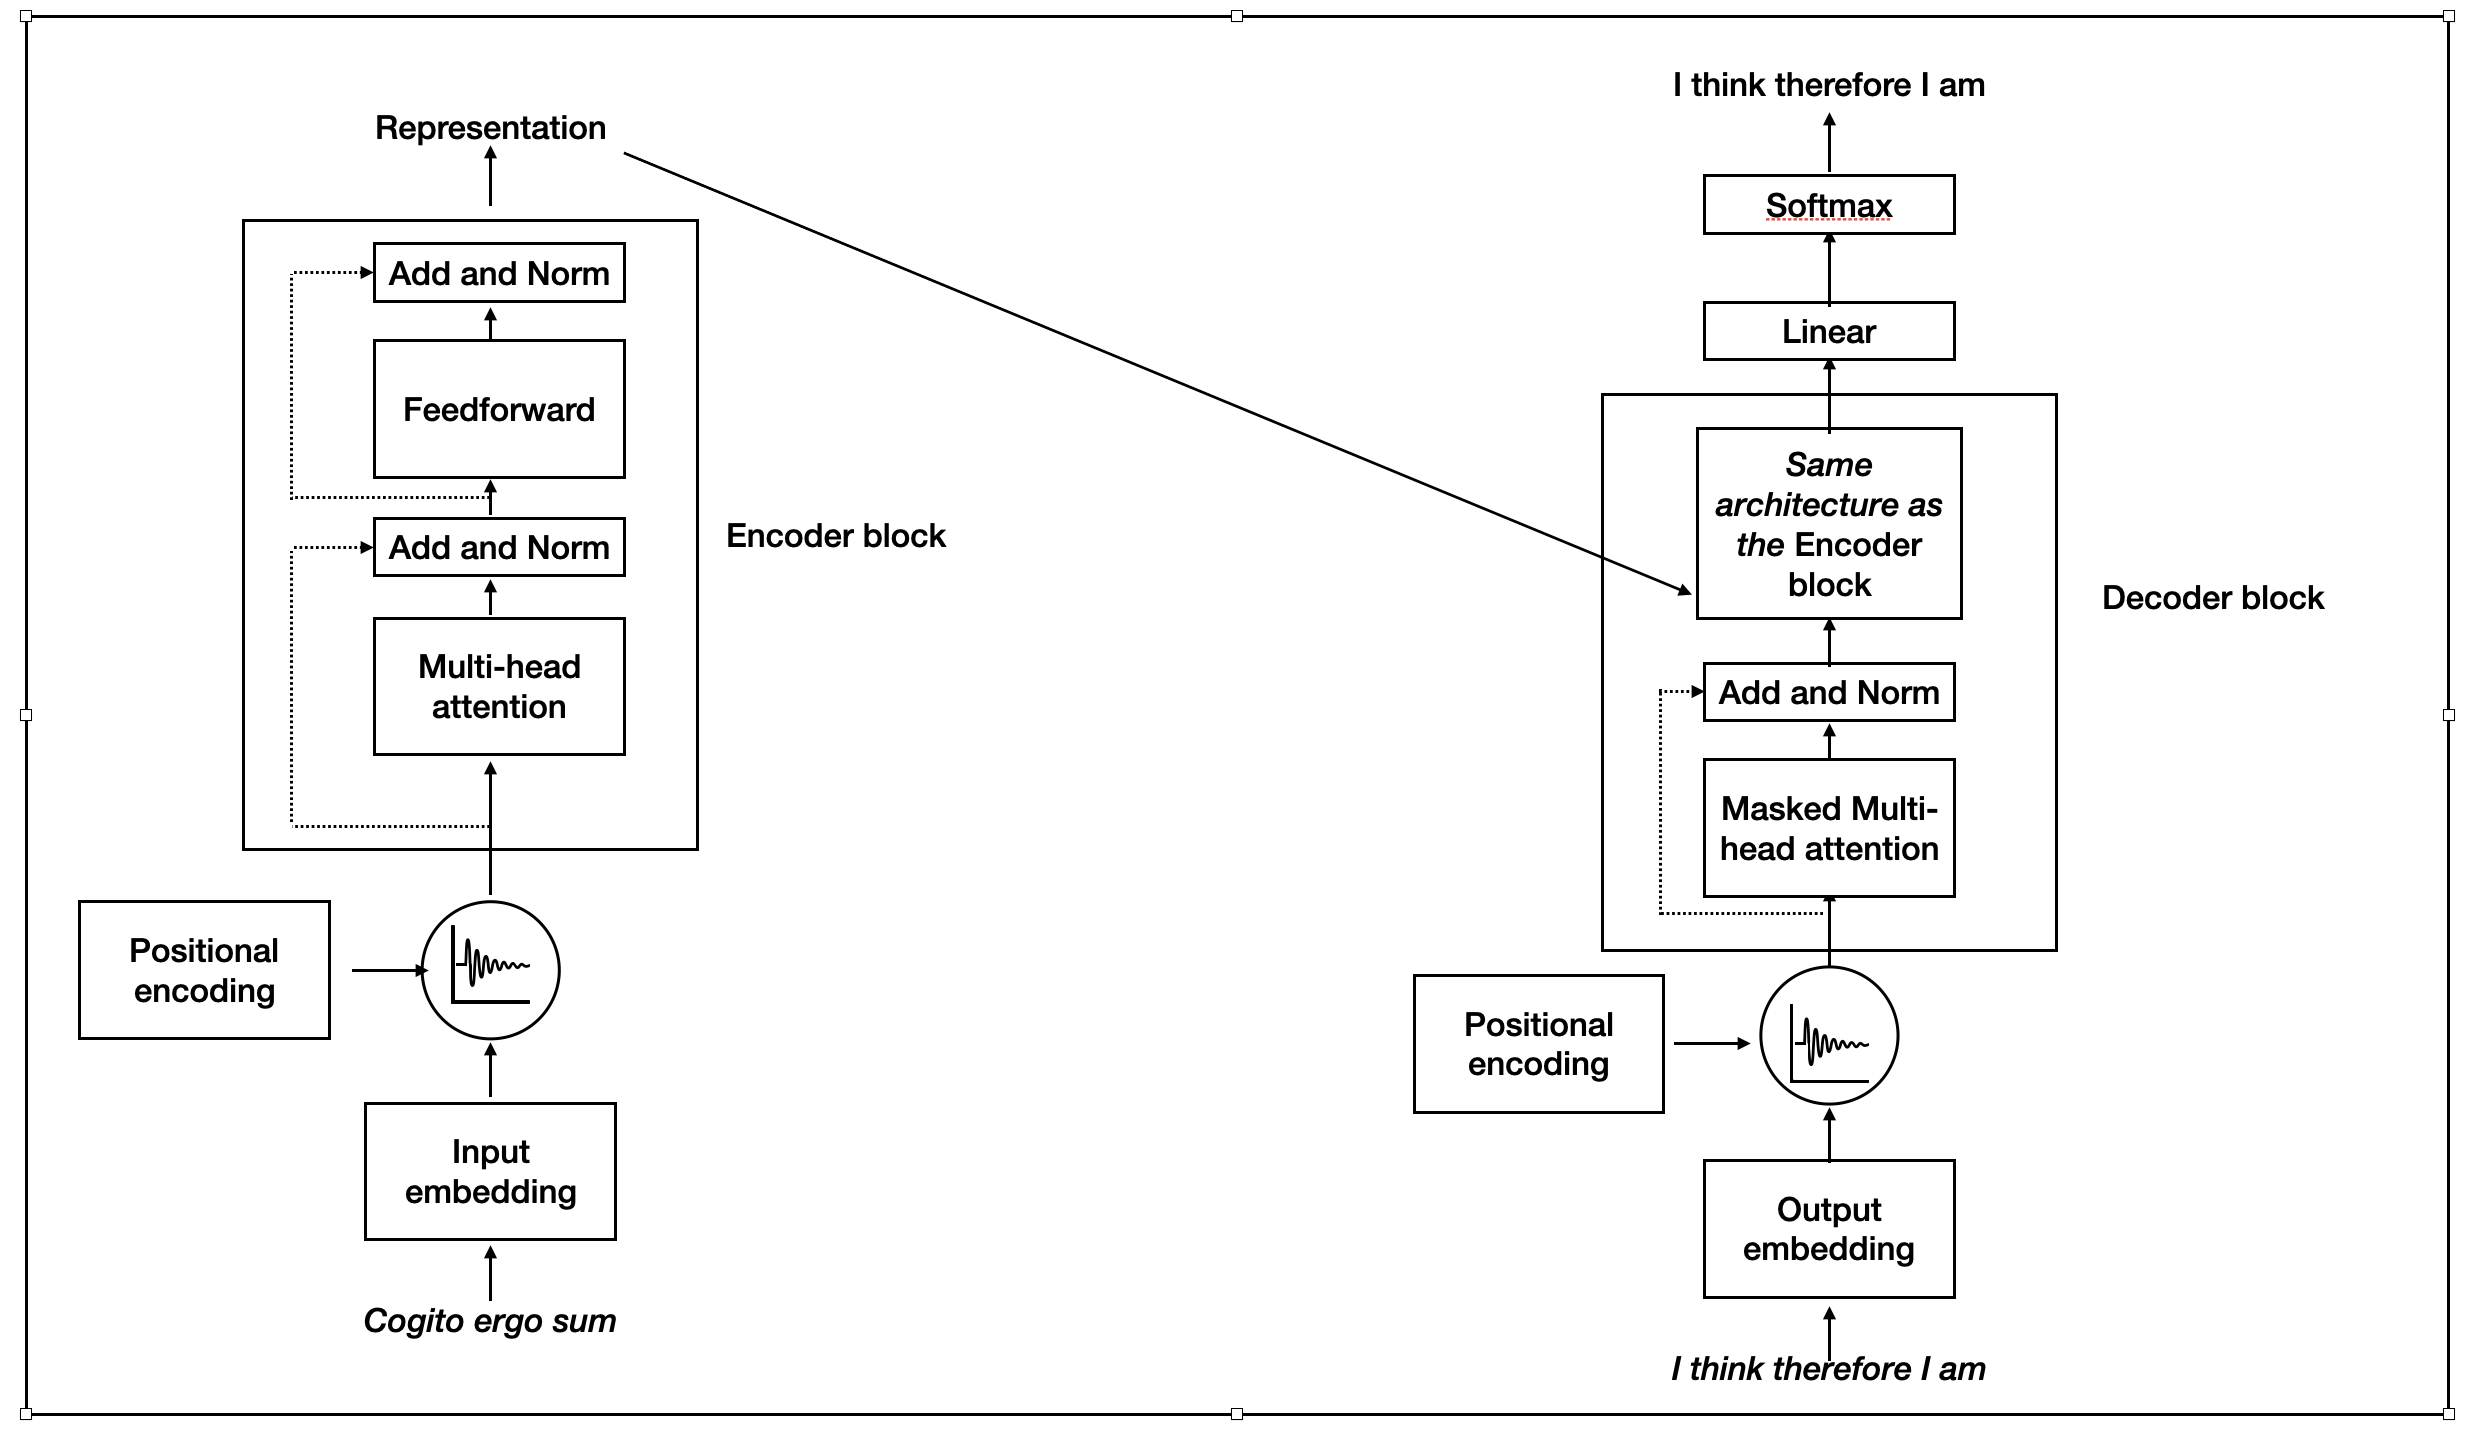 Representation
Add and Norm
Feedforward
Add and Norm
Multi-head
attention
Encoder block
Positional
encoding
Input
embedding
Cogito ergo sum
I think therefore I am
Softmax
Linear
Same
architecture as
the Encoder
block
Add and Norm
Masked Multi-
head attention
Decoder block
Positional
encoding
Output
embedding
I think therefore I am